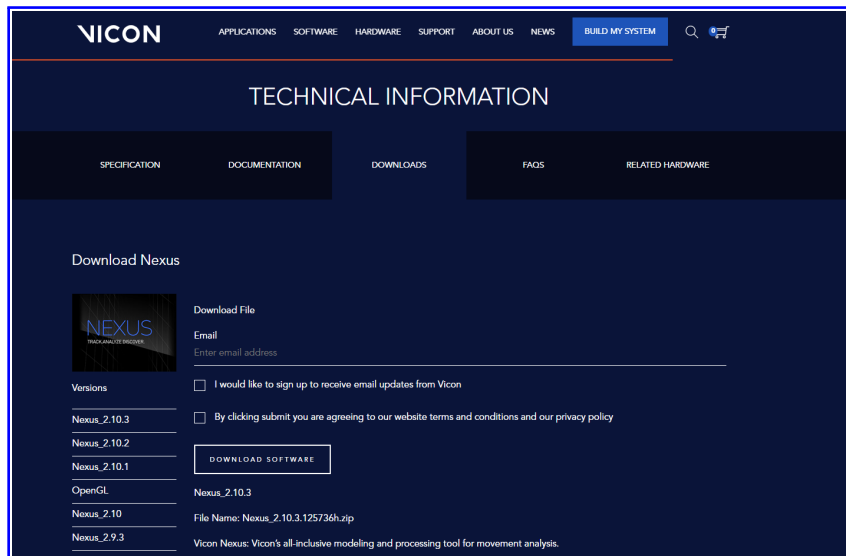 VICON
APPLICATIONS SOFTWARE HARDWARE SUPPORT ABOUT US NEWS BUILD MY SYSTEM 0
TECHNICAL INFORMATION
SPECIFICATION DOCUMENTATION DOWNLOADS FAQS RELATED HARDWARE
Download Nexus
NEXUS
TRACK.ANALYZE.DISCOVER.
Download File
Email
Enter email address
I would like to sign up to receive email updates from Vicon
By clicking submit you are agreeing to our website terms and conditions and our privacy policy
DOWNLOAD SOFTWARE
Versions
Nexus_2.10.3
Nexus_2.10.2
Nexus_2.10.1
OpenGL
Nexus_2.10
Nexus_2.9.3
Nexus_2.10.3
File Name: Nexus_2.10.3.125736h.zip
Vicon Nexus: Vicon's all-inclusive modeling and processing tool for movement analysis.